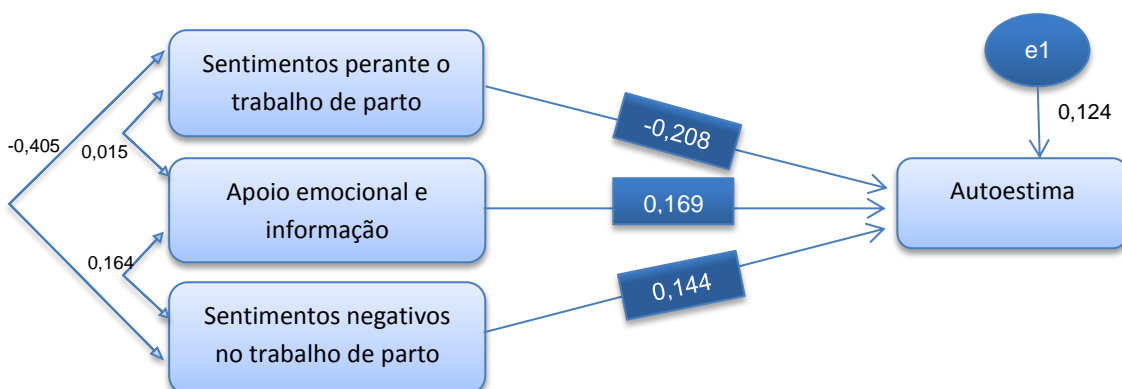 Sentimentos perante o
trabalho de parto
e1
-0,208
0,124
-0,405
0,015
Apoio emocional e
informação
0,169
Autoestima
0,164
0,144
Sentimentos negativos
no trabalho de parto